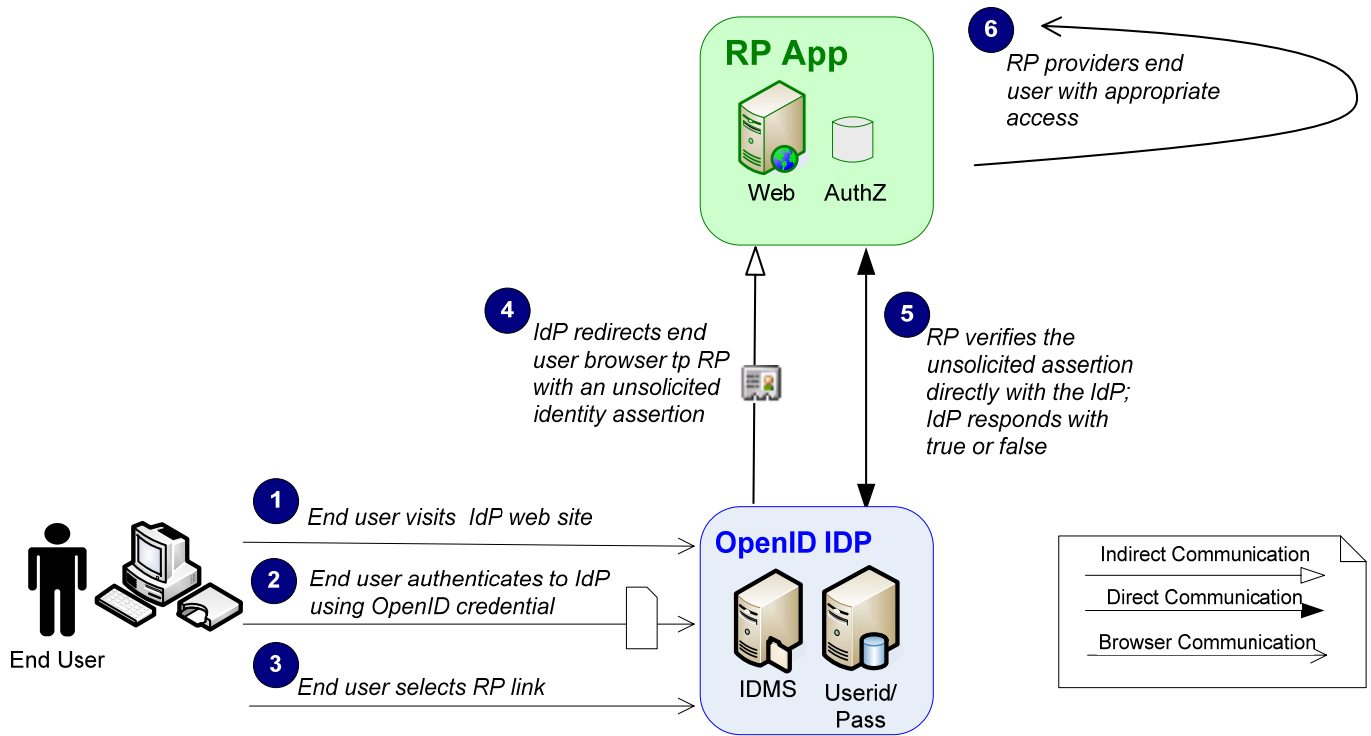 RP App
Web
AuthZ
6
RP providers end
user with appropriate
access
4
IdP redirects end
user browser tp RP
with an unsolicited
identity assertion
5
RP verifies the
unsolicited assertion
directly with the IdP;
IdP responds with
true or false
1
End user visits  IdP web site
2
End user authenticates to IdP
using OpenID credential
3
End user selects RP link
End User
OpenID IDP
IDMS
Userid/
Pass
Indirect Communication
Direct Communication
Browser Communication